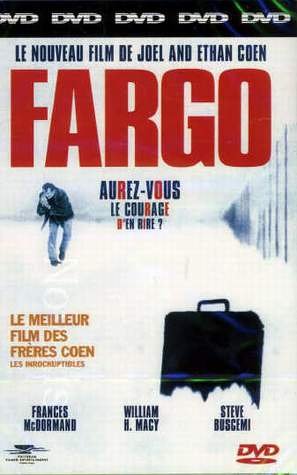 DVD DVD DVD DVD DVD
LE NOUVEAU FILM DE JOEL AND ETHAN COEN
FARGO
AUREZ-VOUS
LE COURAGE
D'EN RIRE ?
LE MEILLEUR
FILM DES
FRÈRES COEN
LES INROCKUPTIBLES
FRANCES
McDORMAND
WILLIAM
H. MACY
STEVE
BUSCEMI
DVD